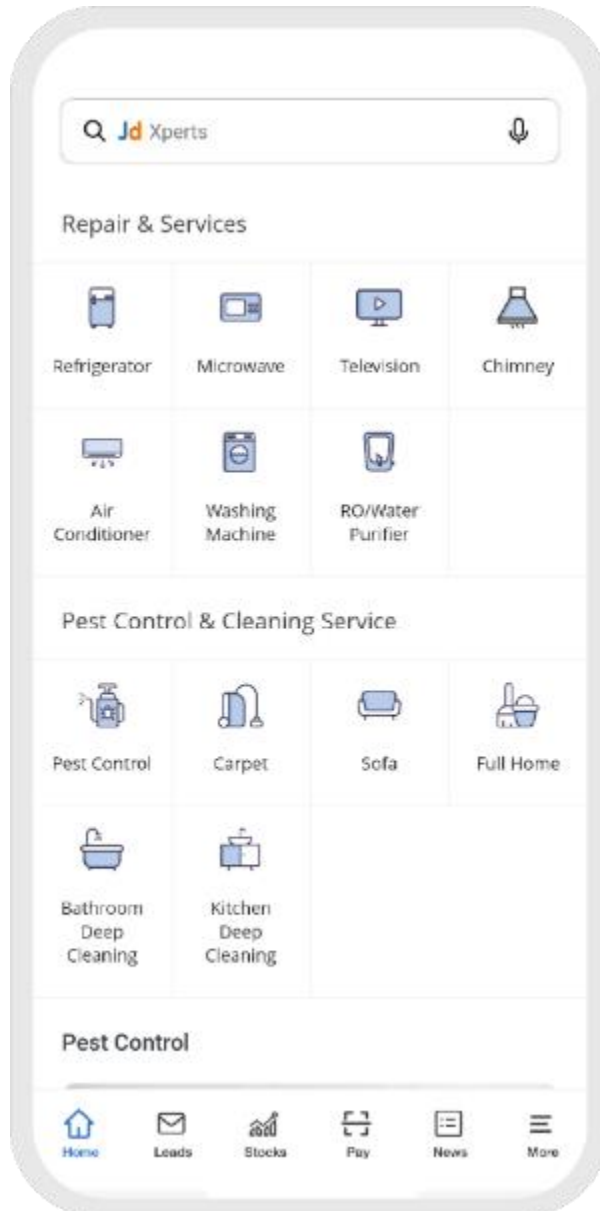 Jd Xperts
Repair & Services
Refrigerator
Microwave
Television
Chimney
Air
Conditioner
Washing
Machine
RO/Water
Purifier
Pest Control & Cleaning Service
Pest Control
Carpet
Sofa
Full Home
Bathroom
Deep
Cleaning
Kitchen
Deep
Cleaning
Pest Control
Home
Leads
Stocks
Pay
News
More